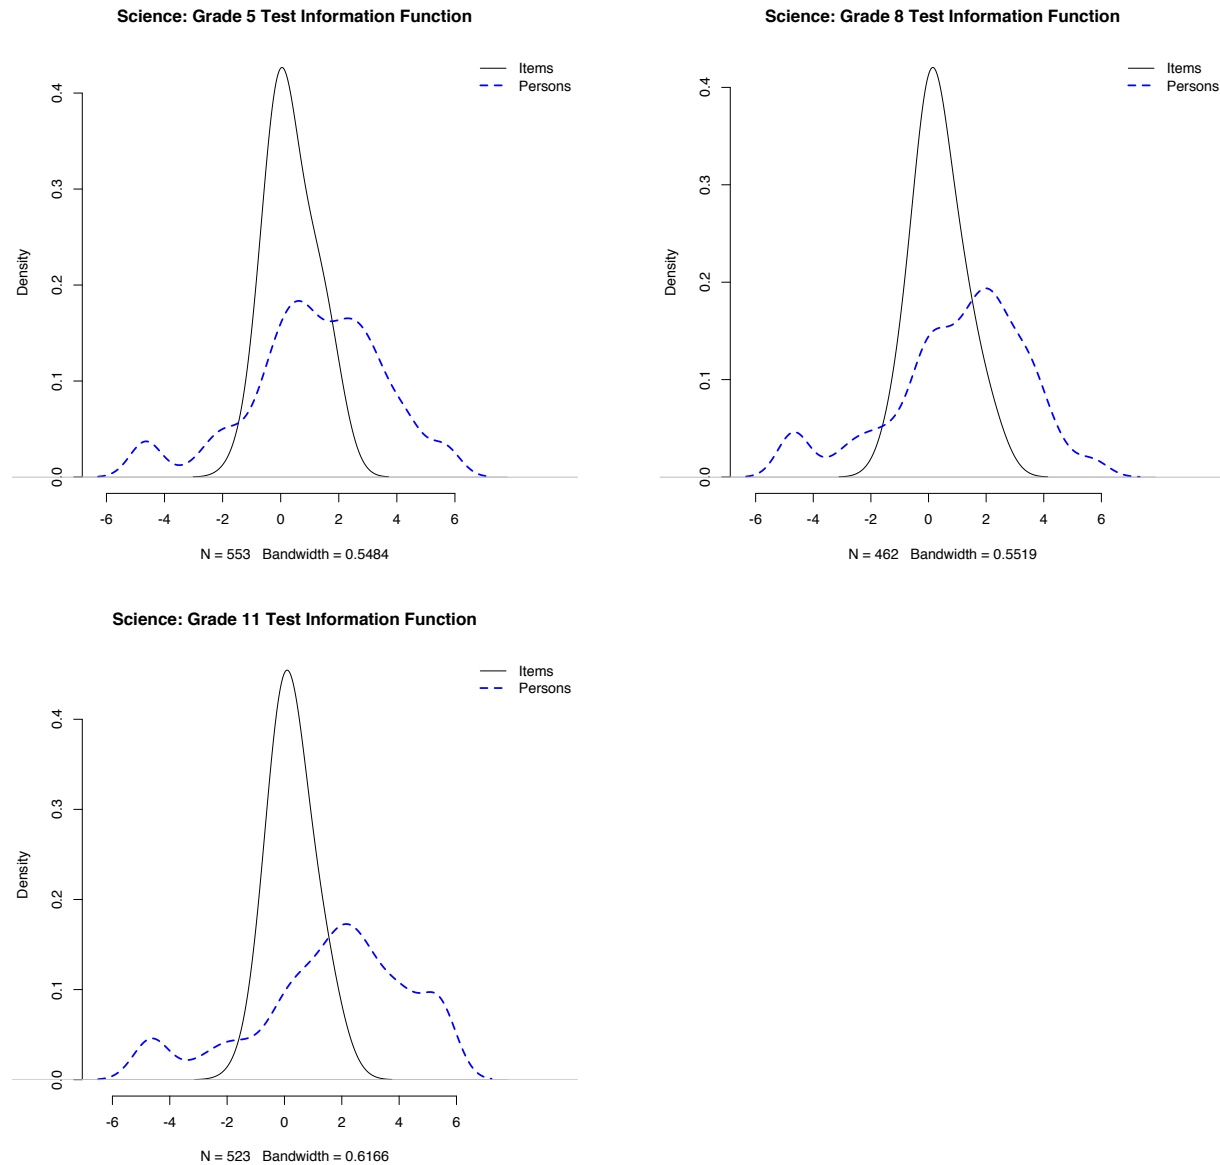 Science: Grade 5 Test Information Function
Items
Persons
Density
0.0 0.1 0.2 0.3 0.4
-6 -4 -2 0 2 4 6
N = 553 Bandwidth = 0.5484
Science: Grade 8 Test Information Function
Items
Persons
Density
0.0 0.1 0.2 0.3 0.4
-6 -4 -2 0 2 4 6
N = 462 Bandwidth = 0.5519
Science: Grade 11 Test Information Function
Items
Persons
Density
0.0 0.1 0.2 0.3 0.4
-6 -4 -2 0 2 4 6
N = 523 Bandwidth = 0.6166